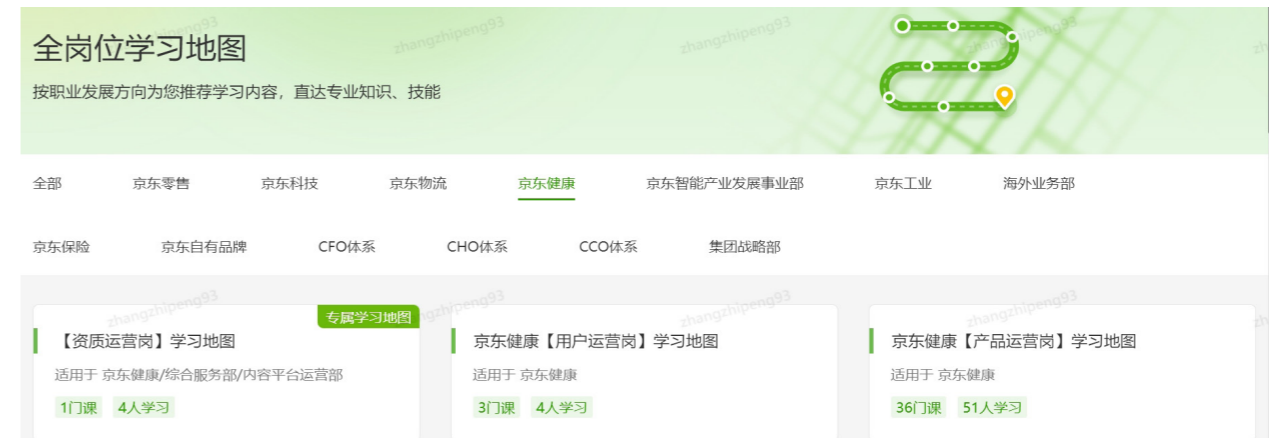 全岗位学习地图
按职业发展方向为您推荐学习内容，直达专业知识、技能
全部 京东零售 京东科技 京东物流 京东健康 京东智能产业发展事业部 京东工业 海外业务部
京东保险 京东自有品牌 CFO体系 CHO体系 CCO体系 集团战略部
专属学习地图
【资质运营岗】学习地图 京东健康【用户运营岗】学习地图 京东健康【产品运营岗】学习地图
适用于 京东健康/综合服务部/内容平台运营部 适用于 京东健康 适用于 京东健康
1门课 4人学习 3门课 4人学习 36门课 51人学习
zhangzhipeng93 zhangzhipeng93 zhangzhipeng93 zhangzhipeng93
zhangzhipeng93 zhangzhipeng93 zhangzhipeng93 zhangzhipeng93